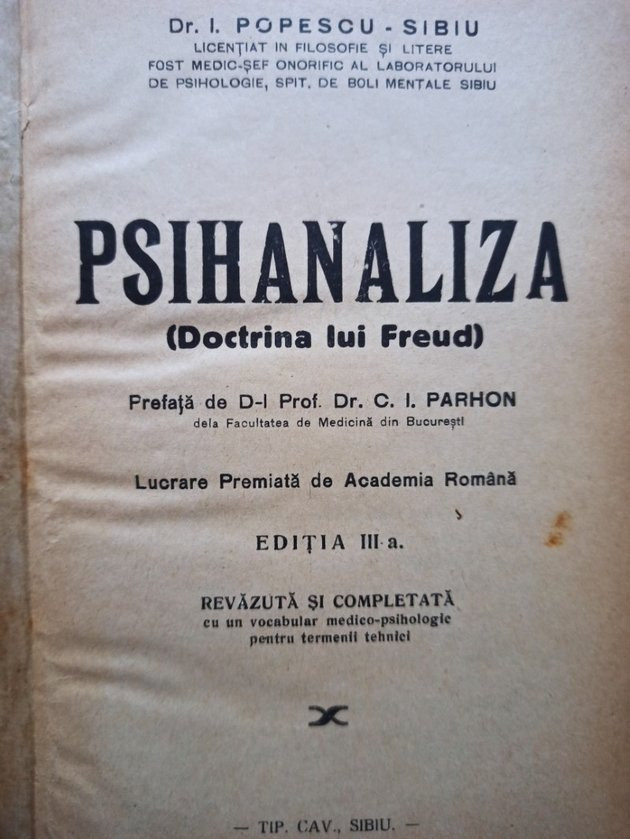 Dr. I. POPESCU - SIBIU
LICENȚIAT IN FILOSOFIE ȘI LITERE
FOST MEDIC-ȘEF ONORIFIC AL LABORATORULUI
DE PSIHOLOGIE, SPIT. DE BOLI MENTALE SIBIU
PSIHANALIZA
(Doctrina lui Freud)
Prefață de D-l Prof. Dr. C. I. PARHON
dela Facultatea de Medicină din București
Lucrare Premiată de Academia Română
EDIȚIA III-a.
REVĂZUTĂ ȘI COMPLETATĂ
cu un vocabular medico-psihologic
pentru termenii tehnici
— TIP. CAV., SIBIU. —